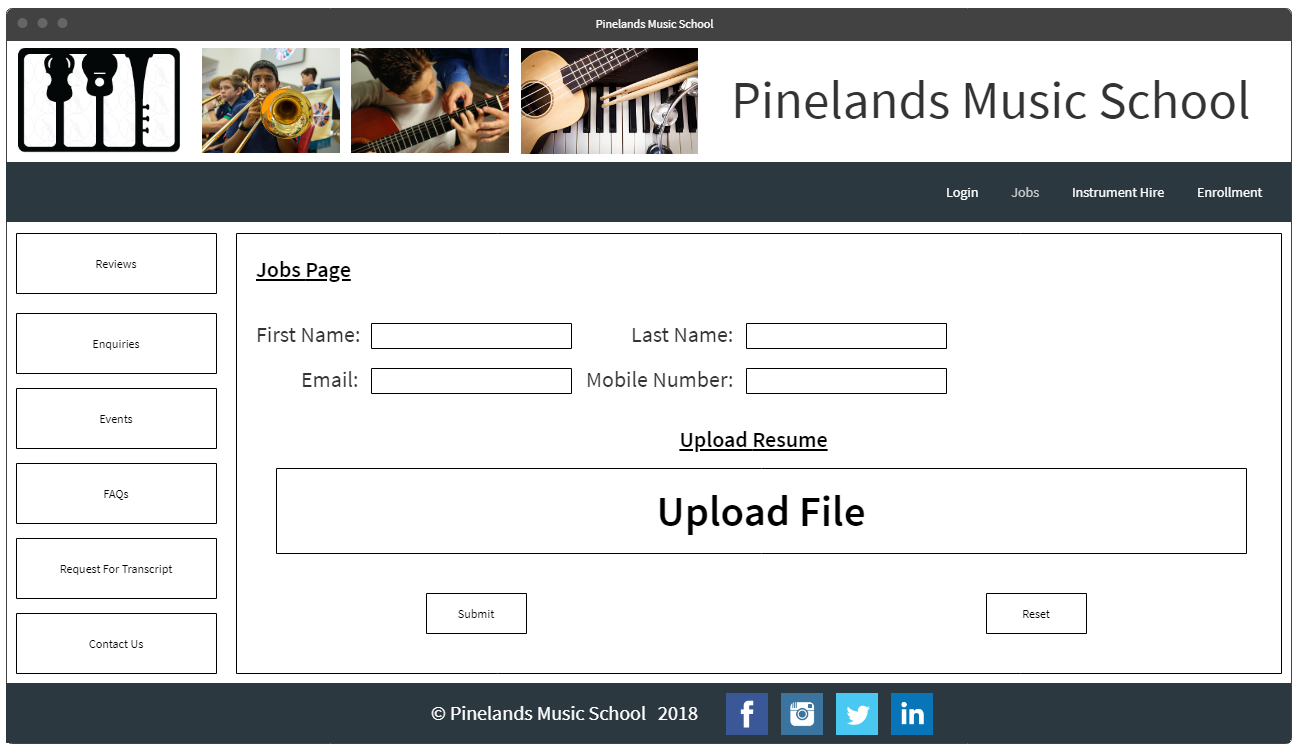 Pinelands Music School
Pinelands Music School
Login Jobs Instrument Hire Enrollment
Reviews
Enquiries
Events
FAQs
Request For Transcript
Contact Us
Jobs Page
First Name: Last Name:
Email: Mobile Number:
Upload Resume
Upload File
Submit Reset
© Pinelands Music School 2018